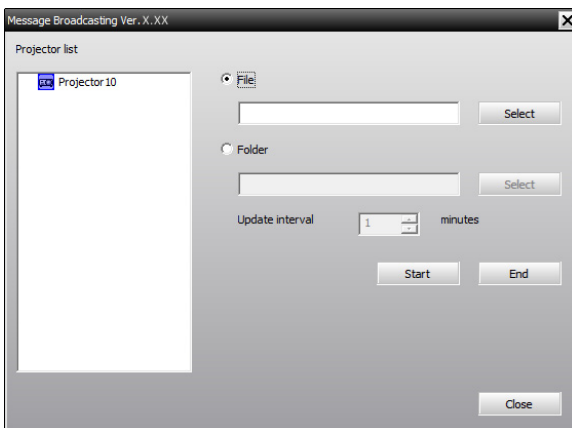 Message Broadcasting Ver.X.XX
Projector list
Projector10
File
Select
Folder
Select
Update interval 1 minutes
Start End
Close